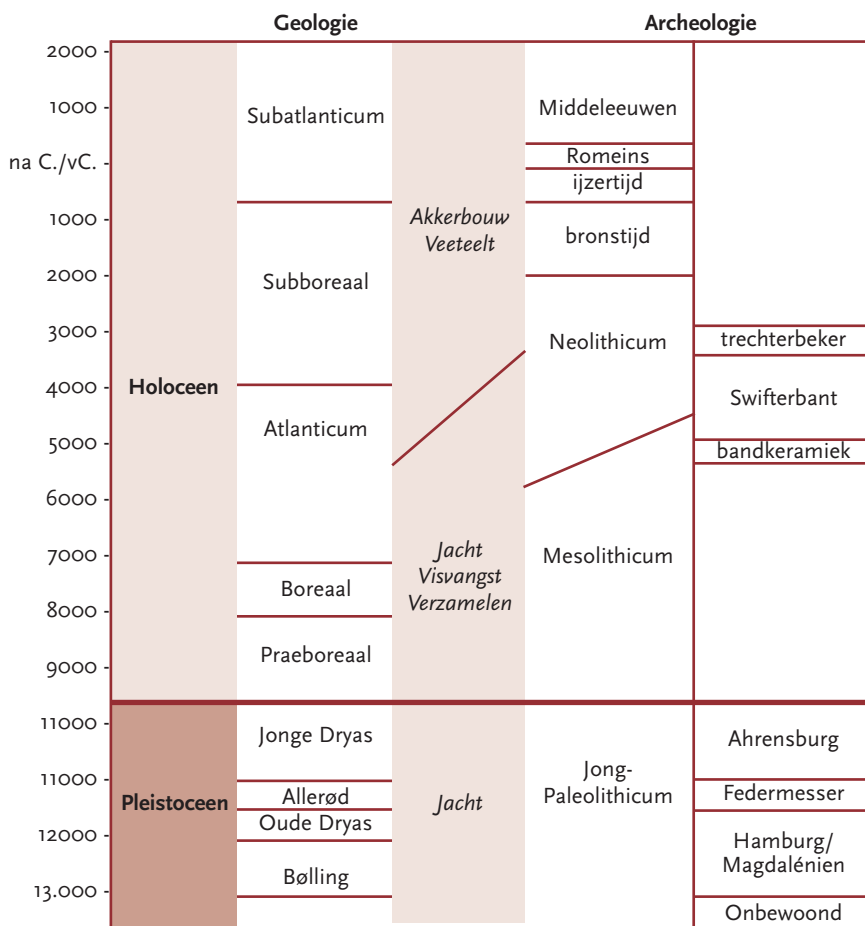 Geologie
Archeologie
2000
1000
na C./vC.
1000
2000
3000
4000
5000
6000
7000
8000
9000
11000
11000
12000
13.000
Holoceen
Pleistoceen
Subatlanticum
Subboreaal
Atlanticum
Boreaal
Praeboreaal
Jonge Dryas
Allerød
Oude Dryas
Bølling
Akkerbouw
Veeteelt
Jacht
Visvangst
Verzamelen
Jacht
Middeleeuwen
Romeins
ijzertijd
bronstijd
Neolithicum
Mesolithicum
Jong-
Paleolithicum
trechterbeker
Swifterbant
bandkeramiek
Ahrensburg
Federmesser
Hamburg/
Magdalénien
Onbewoond